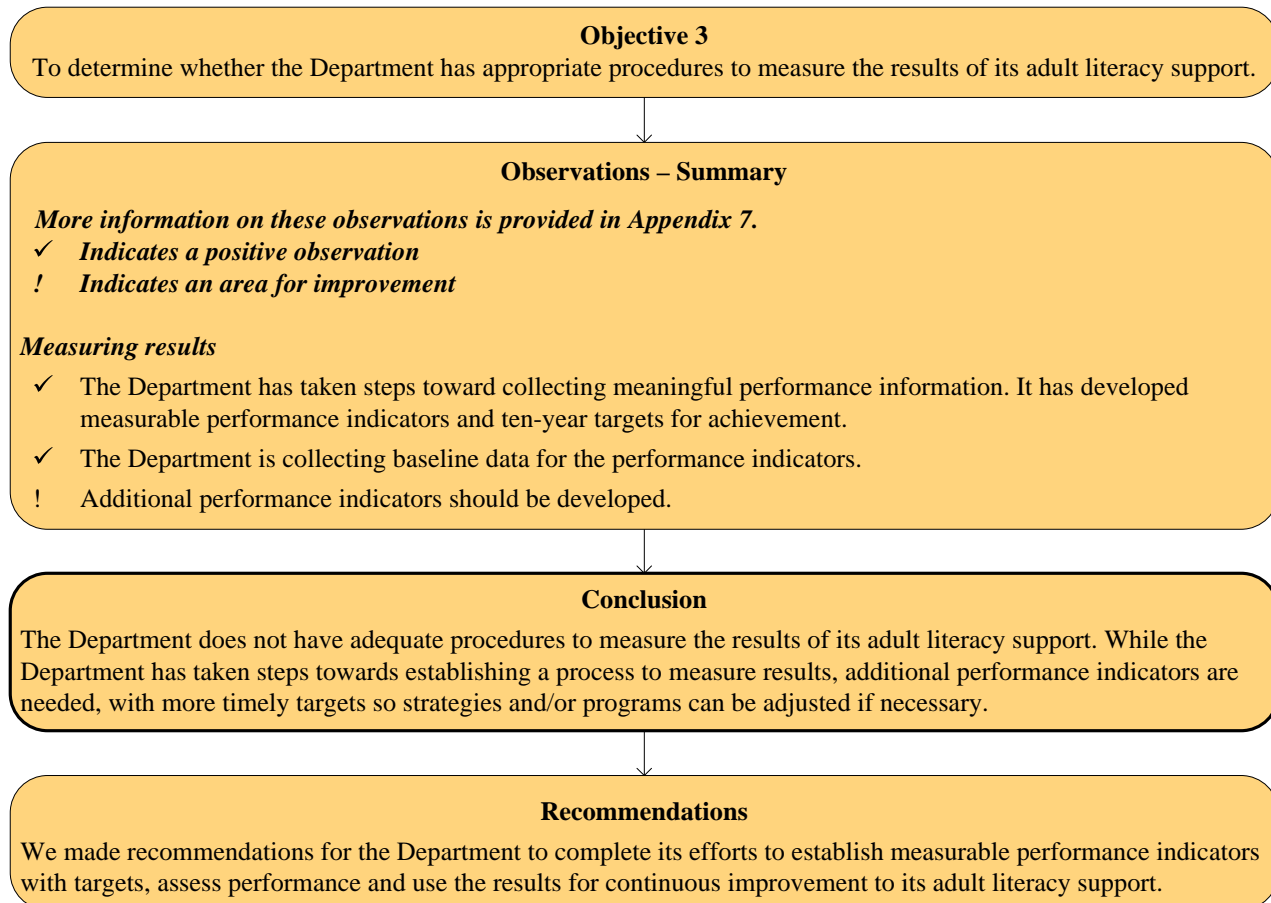 Objective 3
To determine whether the Department has appropriate procedures to measure the results of its adult literacy support.
Observations – Summary
More information on these observations is provided in Appendix 7.
✓ Indicates a positive observation
! Indicates an area for improvement
Measuring results
✓ The Department has taken steps toward collecting meaningful performance information. It has developed
measurable performance indicators and ten-year targets for achievement.
✓ The Department is collecting baseline data for the performance indicators.
! Additional performance indicators should be developed.
Conclusion
The Department does not have adequate procedures to measure the results of its adult literacy support. While the
Department has taken steps towards establishing a process to measure results, additional performance indicators are
needed, with more timely targets so strategies and/or programs can be adjusted if necessary.
Recommendations
We made recommendations for the Department to complete its efforts to establish measurable performance indicators
with targets, assess performance and use the results for continuous improvement to its adult literacy support.